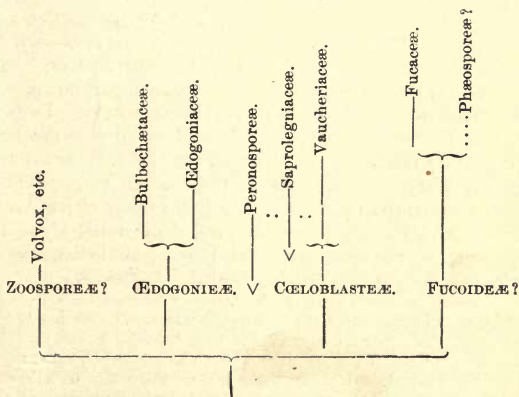 Volvox, etc.
Bulbochætaceæ.
Œdogoniaceæ.
Peronosporeæ.
Saprolegniaceæ.
Vaucheriaceæ.
Fucaceæ.
Phæosporeæ?
ZOOSPOREÆ?
ŒDOGONIEÆ.
CŒLOBLASTEÆ.
FUCOIDEÆ?